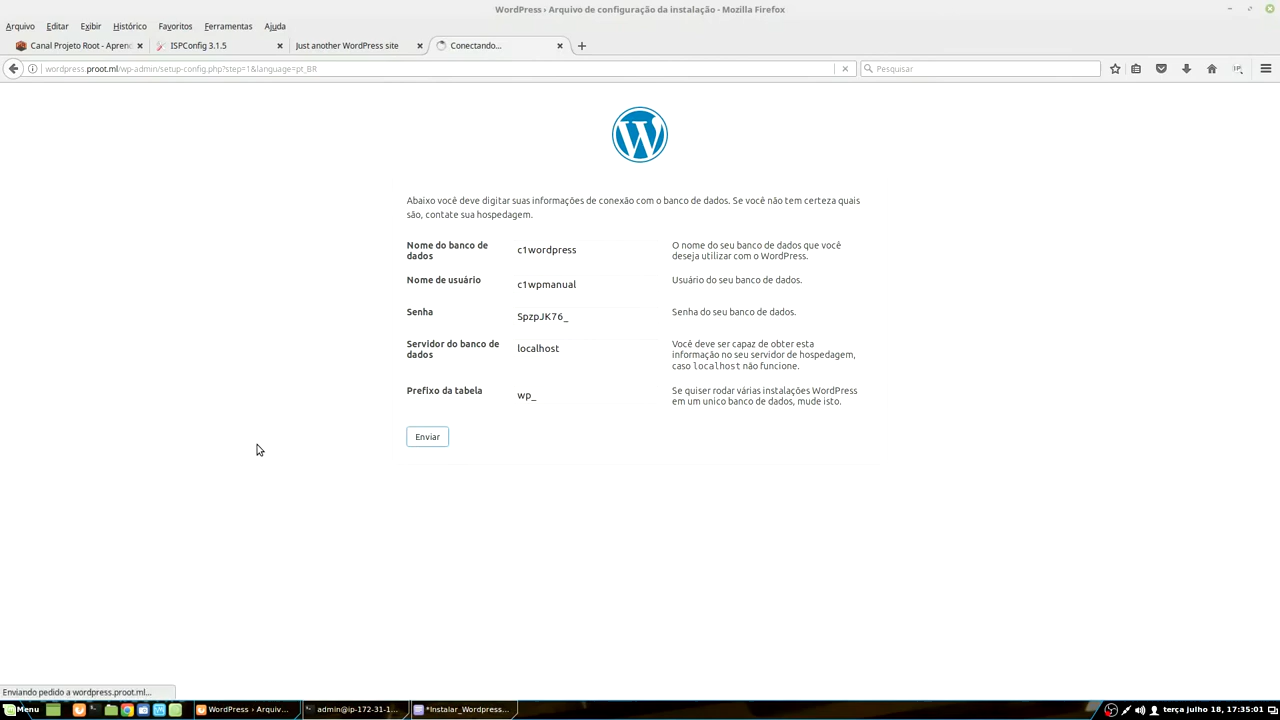 WordPress › Arquivo de configuração da instalação - Mozilla Firefox
Arquivo Editar Exibir Histórico Favoritos Ferramentas Ajuda
Canal Projeto Root - Apren
ISPConfig 3.1.5
Just another WordPress site
Conectando...
wordpress.proot.ml/wp-admin/setup-config.php?step=1&language=pt_BR
Pesquisar
IP
Abaixo você deve digitar suas informações de conexão com o banco de dados. Se você não tem certeza quais
são, contate sua hospedagem.
Nome do banco de
dados
c1wordpress
O nome do seu banco de dados que você
deseja utilizar com o WordPress.
Nome de usuário
c1wpmanual
Usuário do seu banco de dados.
Senha
SpzpJK76_
Senha do seu banco de dados.
Servidor do banco de
dados
localhost
Você deve ser capaz de obter esta
informação no seu servidor de hospedagem,
caso localhost não funcione.
Prefixo da tabela
wp_
Se quiser rodar várias instalações WordPress
em um unico banco de dados, mude isto.
Enviar
Enviando pedido a wordpress.proot.ml...
Menu
WordPress › Arquiv...
admin@ip-172-31-1...
*Instalar_Wordpress...
terça julho 18, 17:35:01